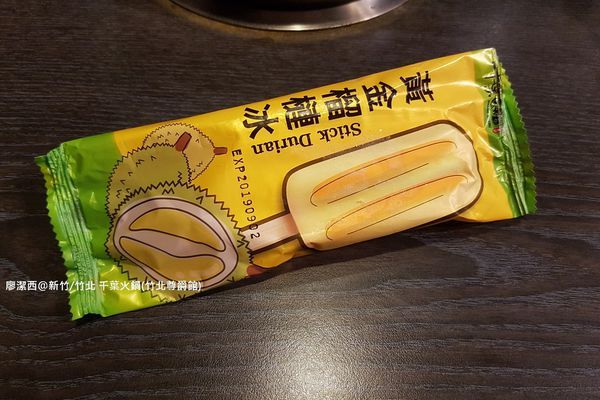 黃金榴槤冰
Stick Durian
EXP20190902
廖潔西@新竹/竹北 千葉火鍋(竹北尊爵館)